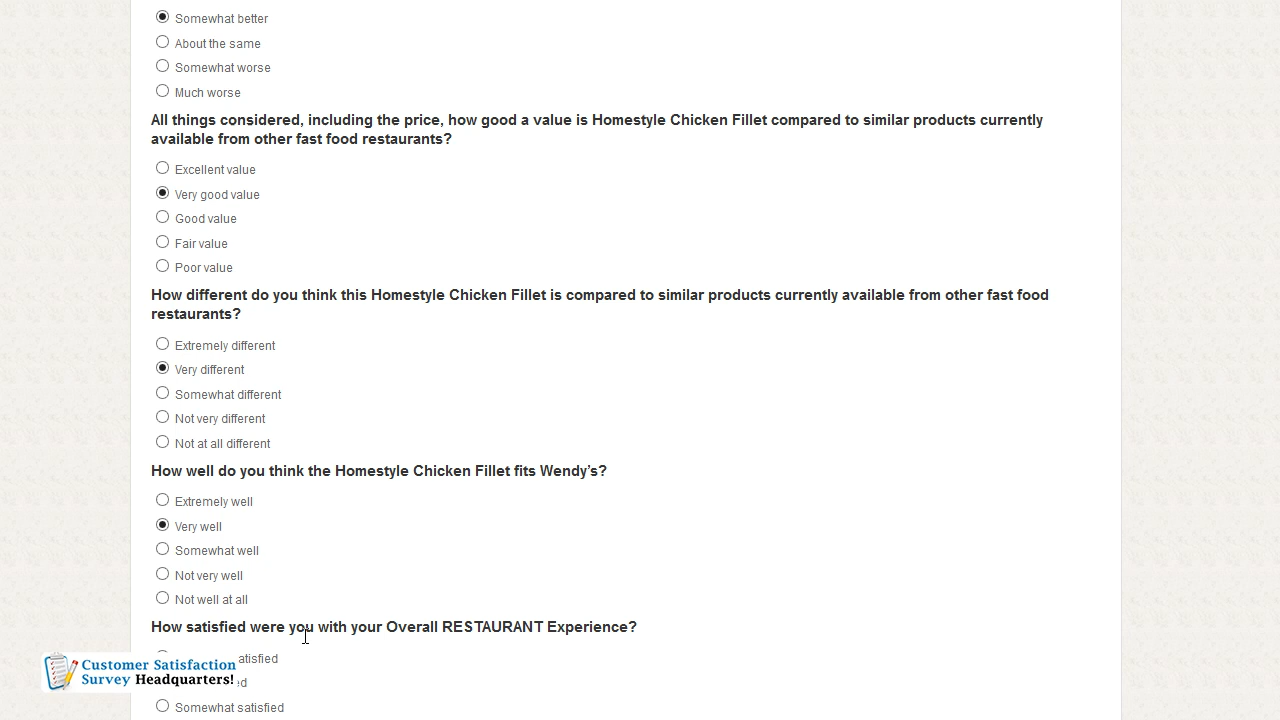 Somewhat better
About the same
Somewhat worse
Much worse
All things considered, including the price, how good a value is Homestyle Chicken Fillet compared to similar products currently
available from other fast food restaurants?
Excellent value
Very good value
Good value
Fair value
Poor value
How different do you think this Homestyle Chicken Fillet is compared to similar products currently available from other fast food
restaurants?
Extremely different
Very different
Somewhat different
Not very different
Not at all different
How well do you think the Homestyle Chicken Fillet fits Wendy's?
Extremely well
Very well
Somewhat well
Not very well
Not well at all
How satisfied were you with your Overall RESTAURANT Experience?
atisfied
Customer Satisfaction
Survey Headquarters!
Somewhat satisfied